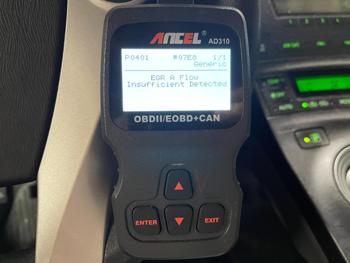 ANCEL
AD310
P0401 #07E8 1/1
Generic
EGR A Flow
Insufficient Detected
OBDII/EOBD+CAN
ENTER
EXIT